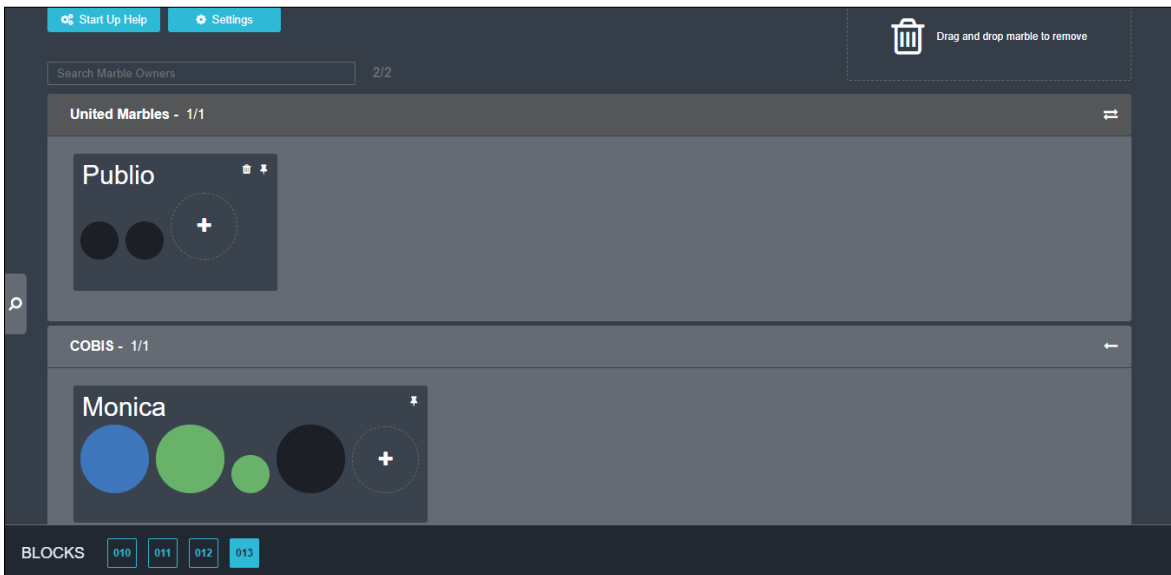 Start Up Help
Settings
Drag and drop marble to remove
Search Marble Owners
2/2
United Marbles - 1/1
Publio
COBIS - 1/1
Monica
BLOCKS 010 011 012 013